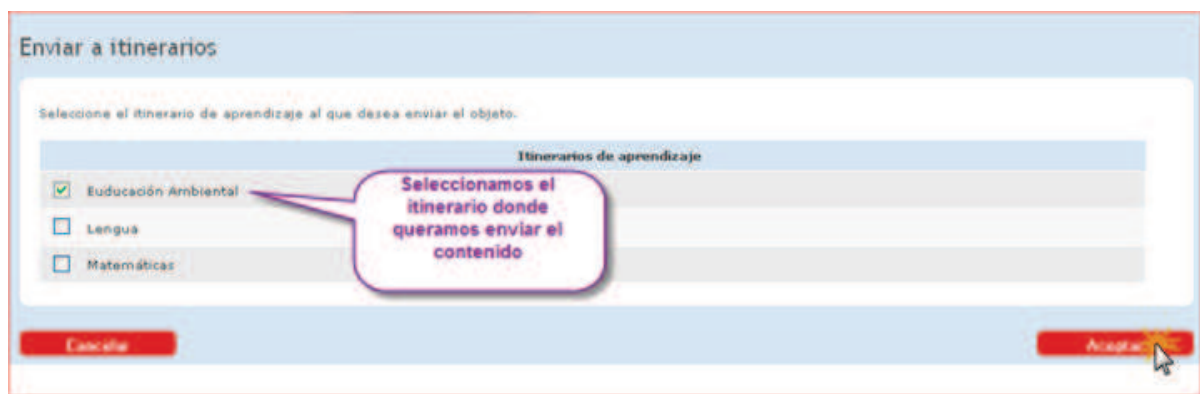 Enviar a itinerarios
Seleccione el itinerario de aprendizaje al que desea enviar el objeto.
Itinerarios de aprendizaje
Euducación Ambiental
Seleccionamos el
itinerario donde
queramos enviar el
contenido
Lengua
Matemáticas
Cancelar
Aceptar